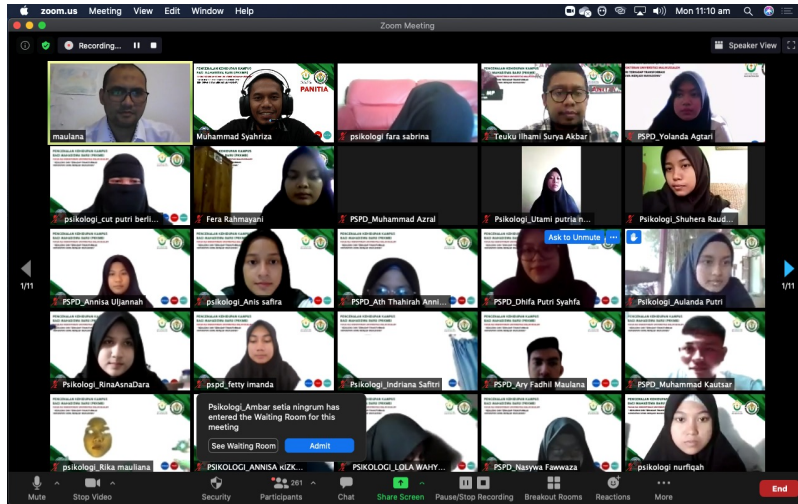 zoom.us Meeting View Edit Window Help
Mon 11:10 am
Zoom Meeting
Recording...
Speaker View
maulana
PANITIA
Muhammad Syahriza
psikologi fara sabrina
Teuku Ilhami Surya Akbar
PSPD_Yolanda Agtari
psikologi_cut putri berli...
Fera Rahmayani
PSPD_Muhammad Azral
Psikologi_Utami putria n...
Psikologi_Shuhera Raud...
Ask to Unmute
1/11
1/11
PSPD_Annisa Uljannah
psikologi_Anis safira
PSPD_Ath Thahirah Anni...
PSPD_Dhifa Putri Syahfa
Psikologi_Aulanda Putri
Psikologi_RinaAsnaDara
pspd_fetty imanda
Psikologi_Indriana Safitri
PSPD_Ary Fadhil Maulana
PSPD_Muhammad Kautsar
Psikologi_Ambar setia ningrum has
entered the Waiting Room for this
meeting
See Waiting Room
Admit
psikologi_Rika mauliana
PSIKOLOGI_ANNISA KIZK...
PSIKOLOGI_LOLA WAHY...
PSPD_Nasywa Fawwaza
psikologi nurfiqah
Mute
Stop Video
Security
Participants
261
Chat
Share Screen
Pause/Stop Recording
Breakout Rooms
Reactions
More
End